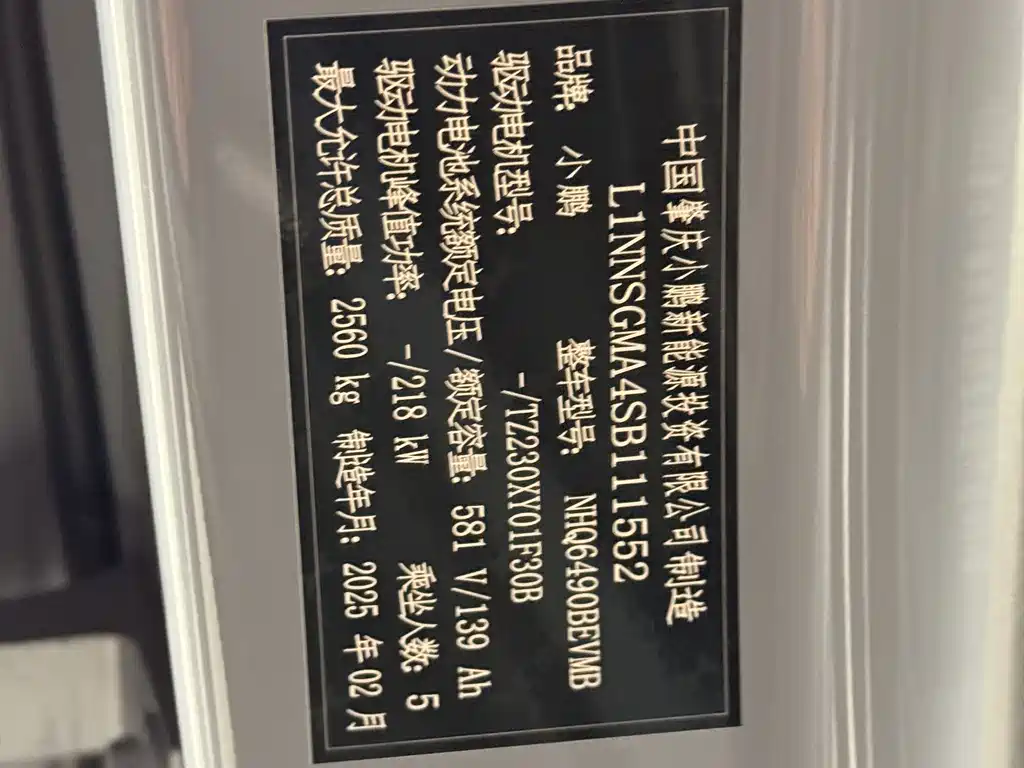 中国肇庆小鹏新能源投资有限公司制造
L1NNSGMA4SB111552
品牌: 小鹏 整车型号: NHQ6490BEVMB
驱动电机型号: -/TZ230XY01F30B
动力电池系统额定电压/额定容量: 581 V/139 Ah
驱动电机峰值功率: -/218 kW 乘坐人数: 5
最大允许总质量: 2560 kg 制造年月: 2025 年 02 月